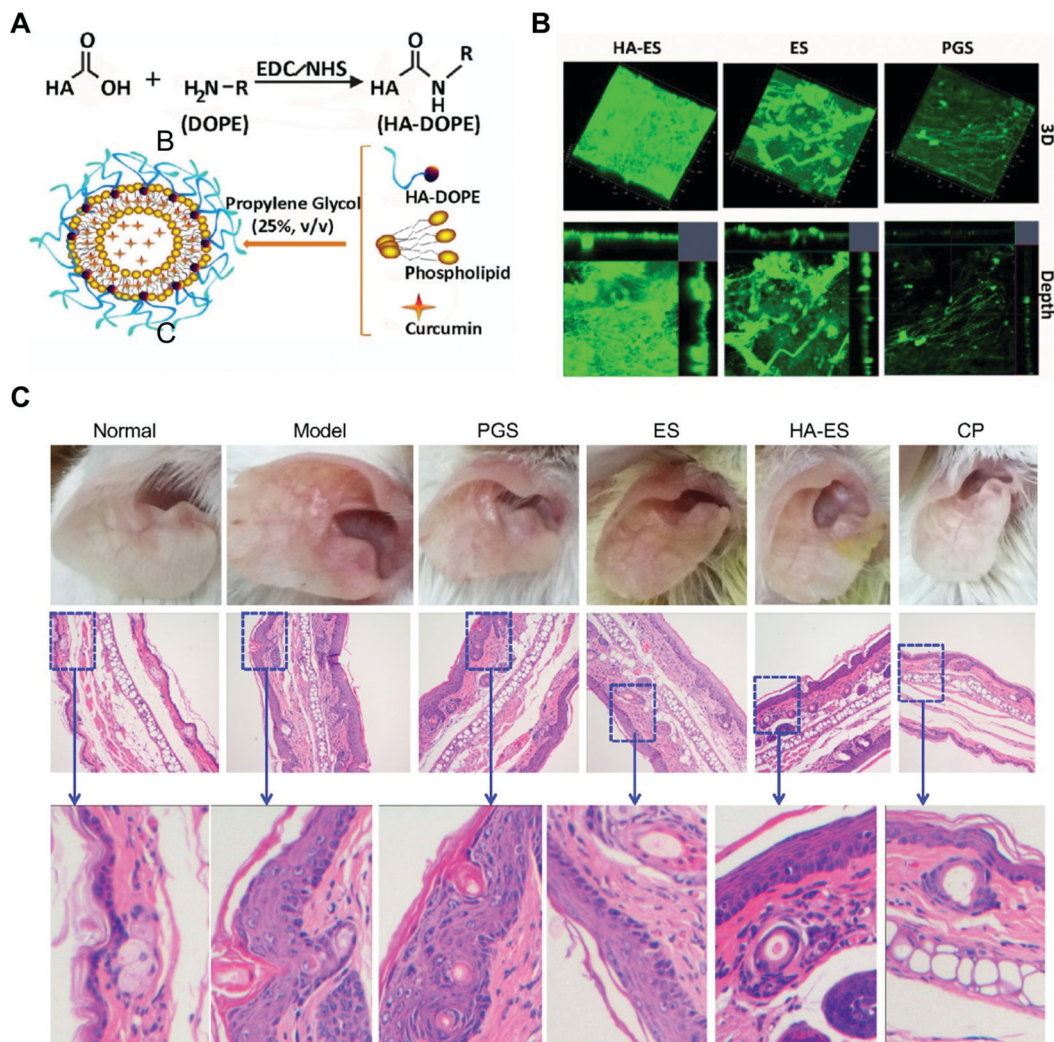 A
O
HA OH
+
H₂N–R
(DOPE)
EDC/NHS
O
R
HA N
H
(HA-DOPE)
B
C
Propylene Glycol
(25%, v/v)
HA-DOPE
Phospholipid
Curcumin
B
HA-ES ES PGS
3D
Depth
C
Normal Model PGS ES HA-ES CP